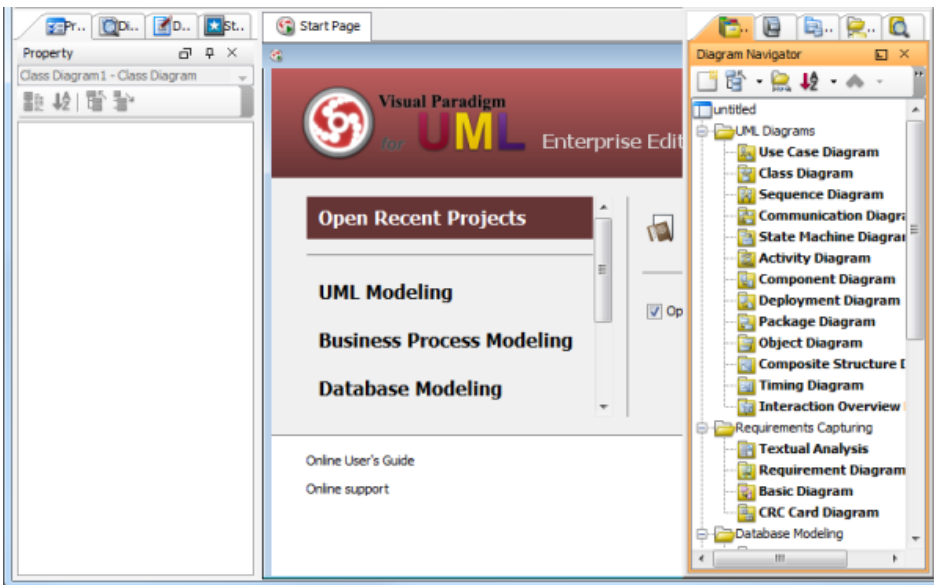 Pr.. Di.. D.. St..
Property
Class Diagram1 - Class Diagram
Start Page
Visual Paradigm
for UML Enterprise Edit
Open Recent Projects
UML Modeling
Business Process Modeling
Database Modeling
Op
Online User's Guide
Online support
Diagram Navigator
untitled
UML Diagrams
Use Case Diagram
Class Diagram
Sequence Diagram
Communication Diagra
State Machine Diagram
Activity Diagram
Component Diagram
Deployment Diagram
Package Diagram
Object Diagram
Composite Structure D
Timing Diagram
Interaction Overview
Requirements Capturing
Textual Analysis
Requirement Diagram
Basic Diagram
CRC Card Diagram
Database Modeling